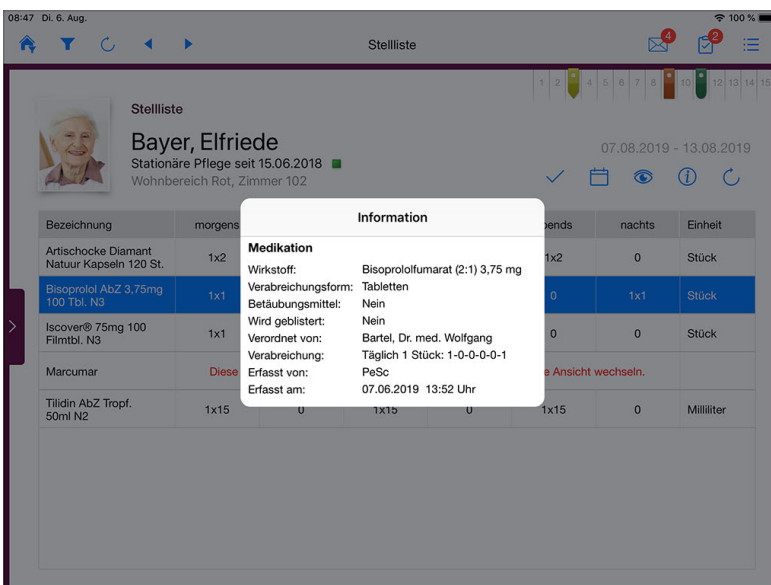 08:47 Di. 6. Aug. 100 %
Stellliste 4 2
1 2 4 5 6 7 8 10 12 13 14 15
Stellliste
Bayer, Elfriede
07.08.2019 - 13.08.2019
Stationäre Pflege seit 15.06.2018
Wohnbereich Rot, Zimmer 102
Information
Bezeichnung morgens ends nachts Einheit
Medikation
Artischocke Diamant
Natuur Kapseln 120 St. 1x2 1x2 0 Stück
Wirkstoff: Bisoprololfumarat (2:1) 3,75 mg
Verabreichungsform: Tabletten
Bisoprolol AbZ 3,75mg
100 Tbl. N3 1x1 0 1x1 Stück
Betäubungsmittel: Nein
Wird geblistert: Nein
Iscover® 75mg 100
Filmtbl. N3 1x1 0 0 Stück
Verordnet von: Bartel, Dr. med. Wolfgang
Verabreichung: Täglich 1 Stück: 1-0-0-0-0-1
Marcumar Diese e Ansicht wechseln.
Erfasst von: PeSc
Erfasst am: 07.06.2019 13:52 Uhr
Tilidin AbZ Tropf.
50ml N2 1x15 0 1x15 0 1x15 0 Milliliter